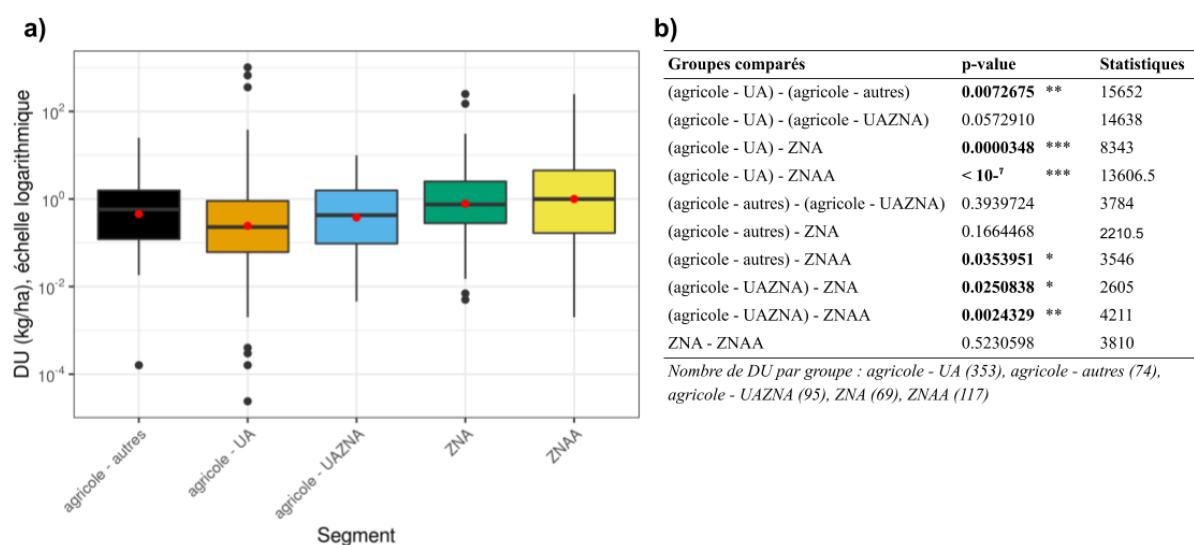 a)
DU (kg/ha), échelle logarithmique
10²
10⁰
10⁻²
10⁻⁴
agricole - autres
agricole - UA
agricole - UAZNA
ZNA
ZNAA
Segment
b)
Groupes comparés p-value Statistiques
(agricole - UA) - (agricole - autres) 0.0072675 ** 15652
(agricole - UA) - (agricole - UAZNA) 0.0572910 14638
(agricole - UA) - ZNA 0.0000348 *** 8343
(agricole - UA) - ZNAA < 10-⁷ *** 13606.5
(agricole - autres) - (agricole - UAZNA) 0.3939724 3784
(agricole - autres) - ZNA 0.1664468 2210.5
(agricole - autres) - ZNAA 0.0353951 * 3546
(agricole - UAZNA) - ZNA 0.0250838 * 2605
(agricole - UAZNA) - ZNAA 0.0024329 ** 4211
ZNA - ZNAA 0.5230598 3810
Nombre de DU par groupe : agricole - UA (353), agricole - autres (74),
agricole - UAZNA (95), ZNA (69), ZNAA (117)